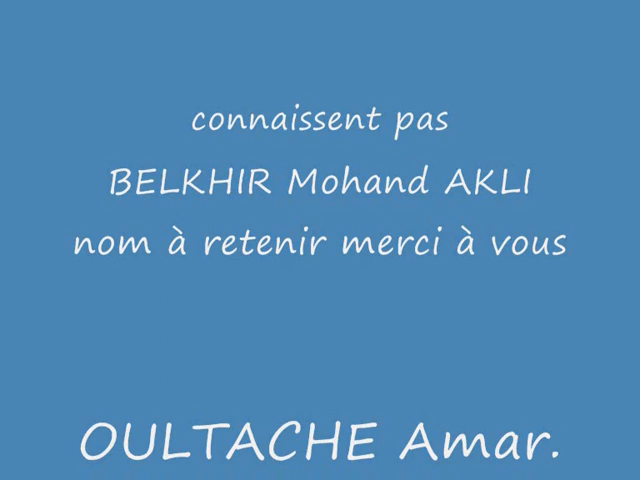 connaissent pas
BELKHIR Mohand AKLI
nom à retenir merci à vous
OULTACHE Amar.